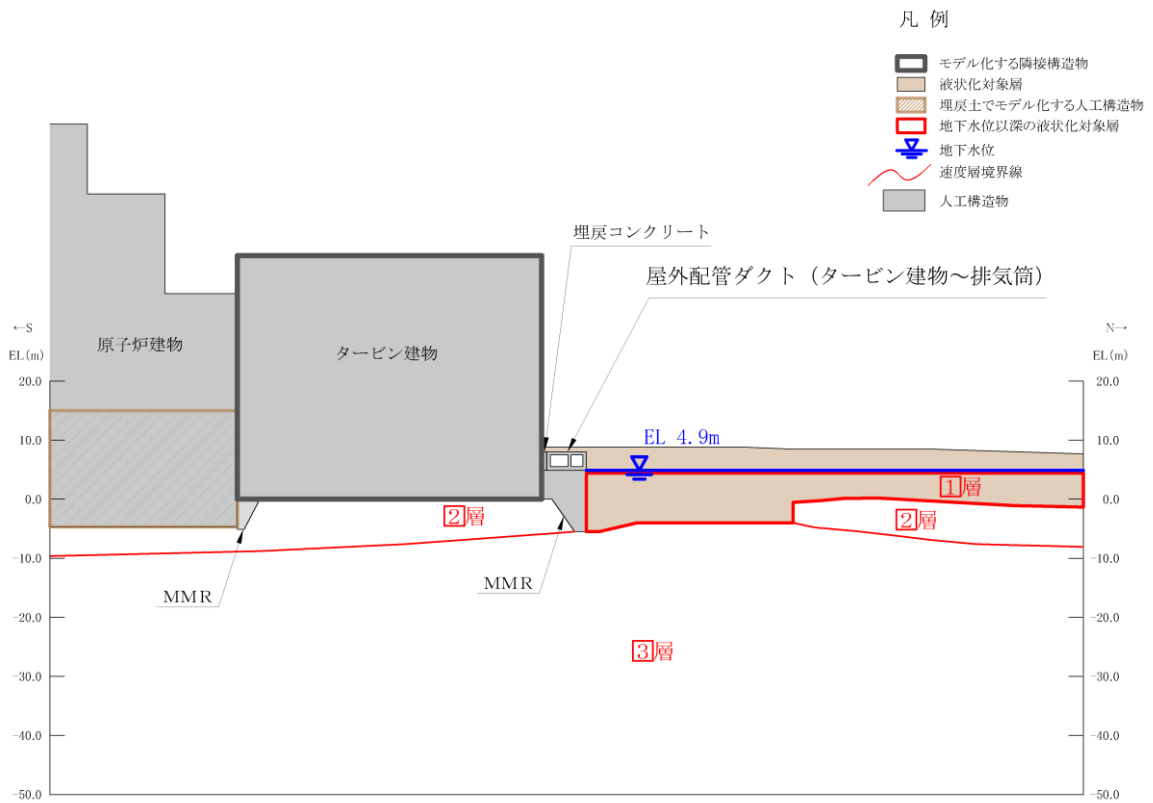 凡 例
モデル化する隣接構造物
液状化対象層
埋戻土でモデル化する人工構造物
地下水位以深の液状化対象層
地下水位
速度層境界線
人工構造物
埋戻コンクリート
屋外配管ダクト（タービン建物～排気筒）
←S
N→
EL(m)
EL(m)
原子炉建物
タービン建物
20.0
20.0
10.0
10.0
EL 4.9m
1層
0.0
0.0
2層
2層
-10.0
-10.0
MMR
MMR
-20.0
-20.0
3層
-30.0
-30.0
-40.0
-40.0
-50.0
-50.0